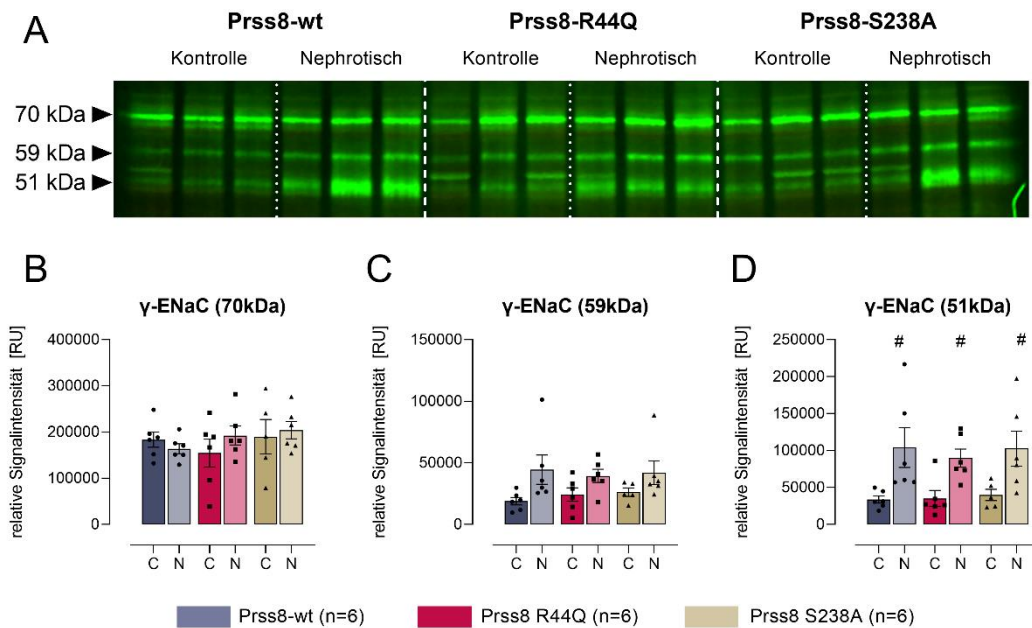 A
Prss8-wt Prss8-R44Q Prss8-S238A
Kontrolle Nephrotisch Kontrolle Nephrotisch Kontrolle Nephrotisch
70 kDa
59 kDa
51 kDa
B
γ-ENaC (70kDa)
relative Signalintensität [RU]
400000
300000
200000
100000
0
C N C N C N
C
γ-ENaC (59kDa)
relative Signalintensität [RU]
150000
100000
50000
0
C N C N C N
D
γ-ENaC (51kDa)
relative Signalintensität [RU]
250000
200000
150000
100000
50000
0
# # #
C N C N C N
Prss8-wt (n=6) Prss8 R44Q (n=6) Prss8 S238A (n=6)